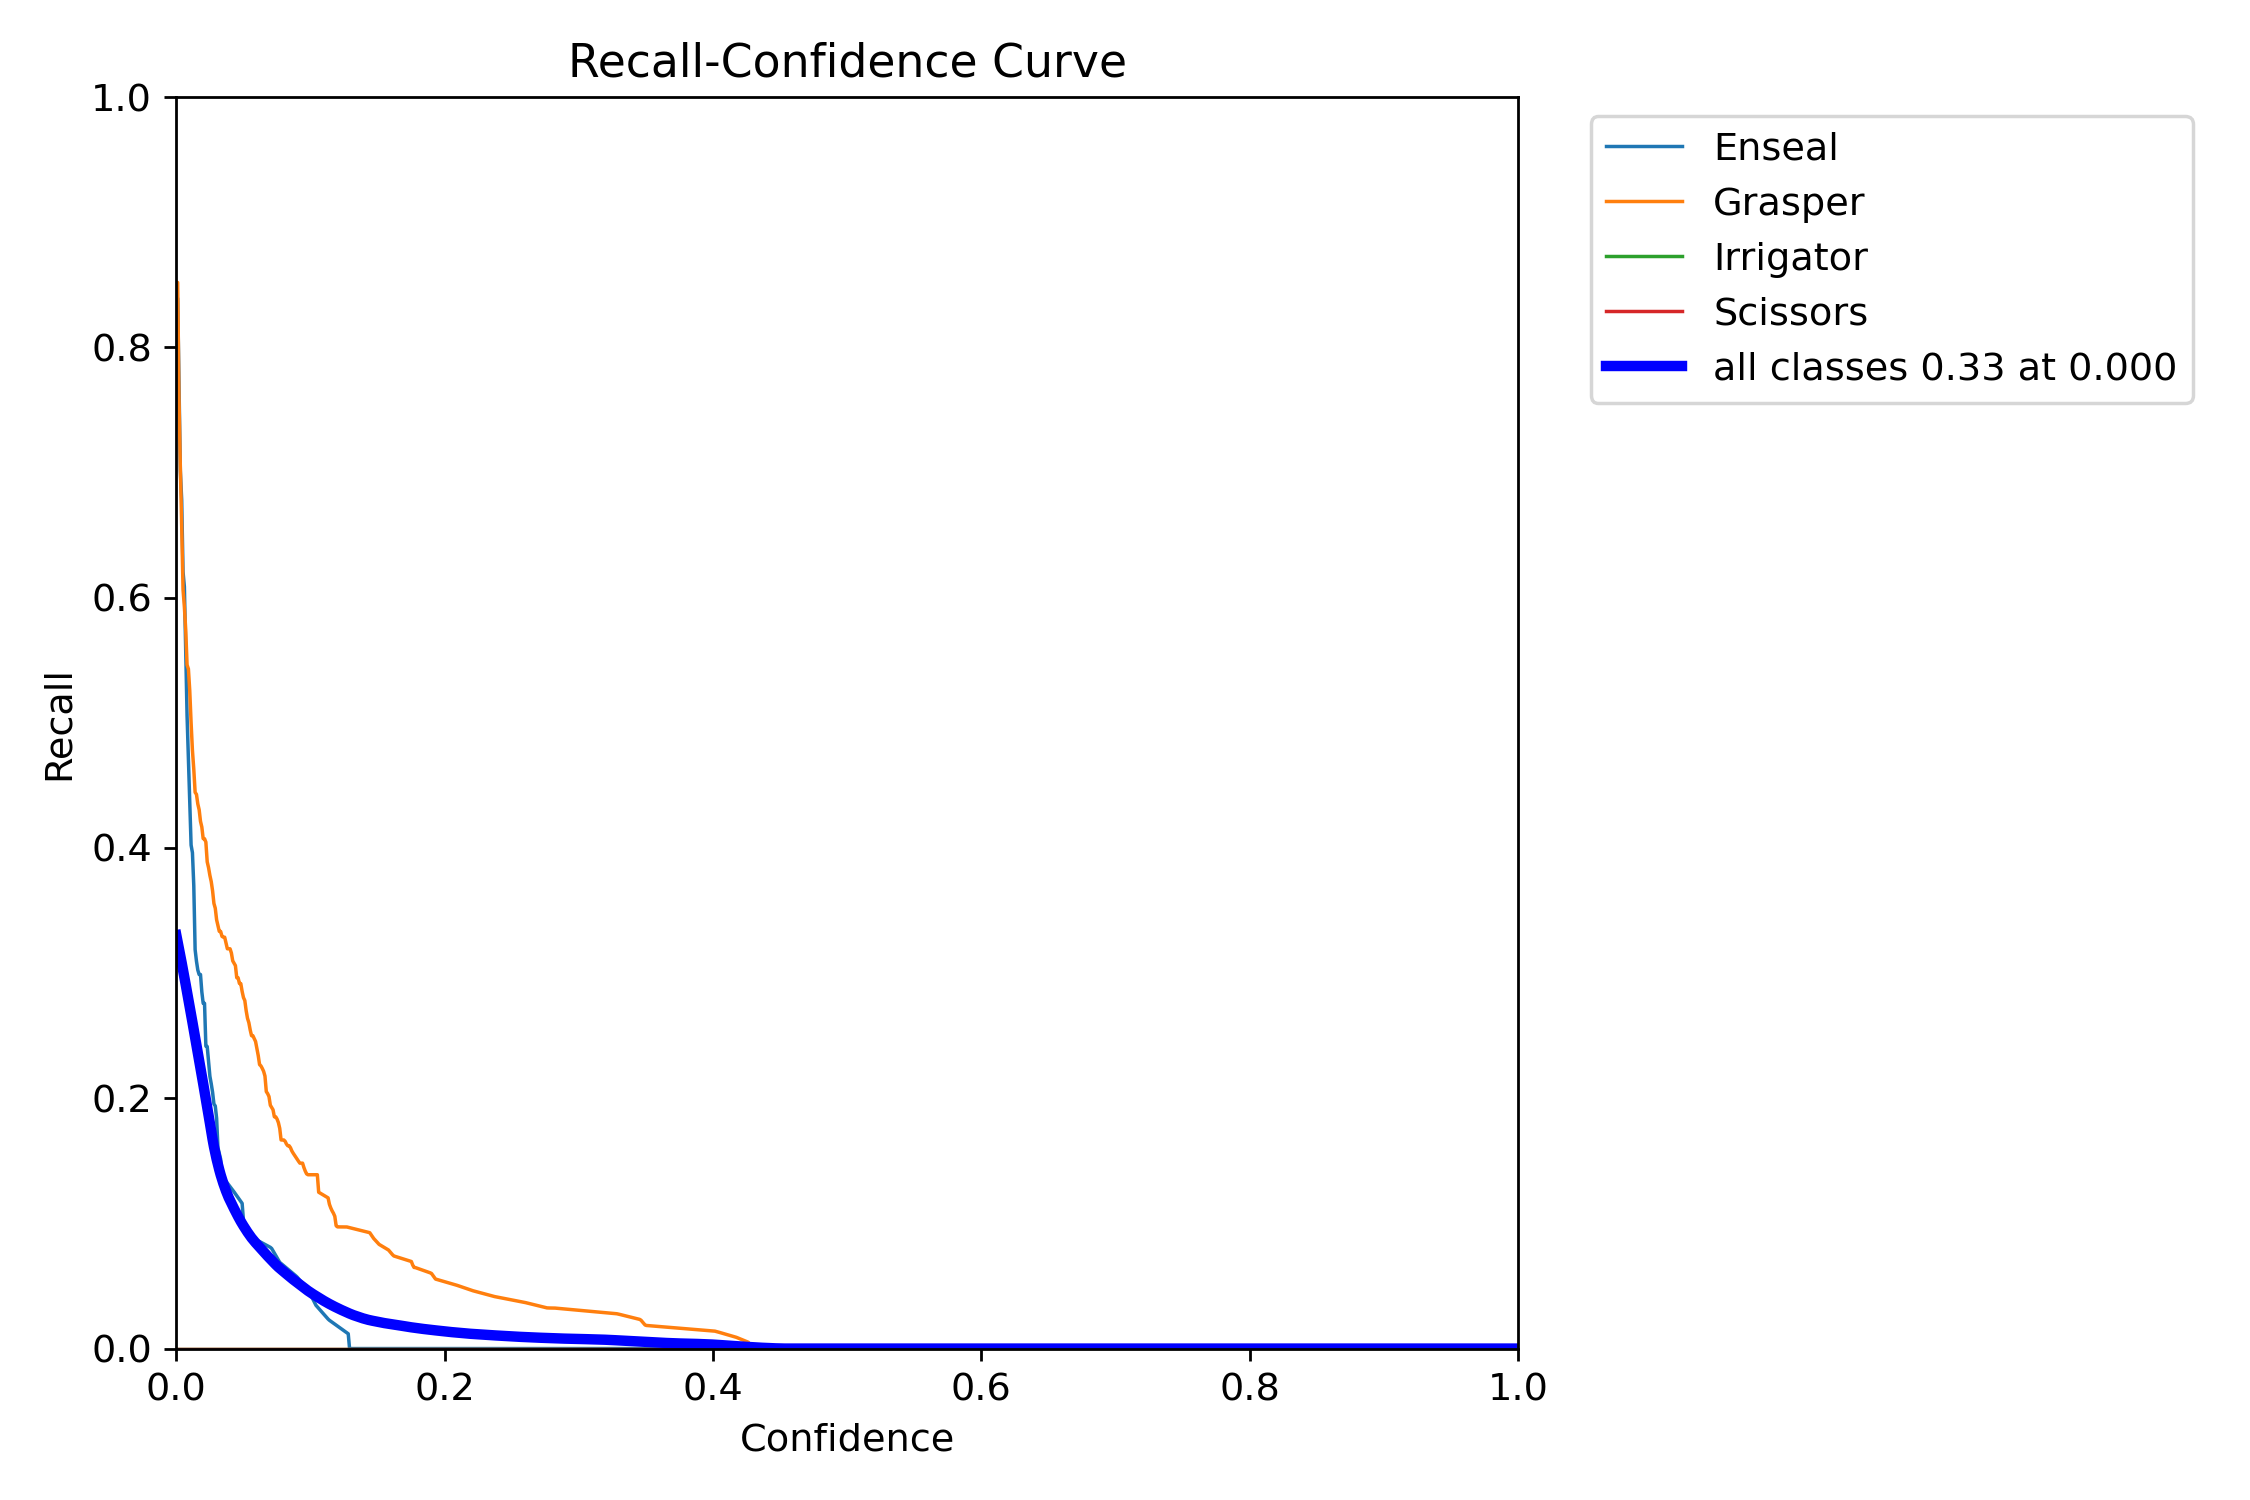 Recall-Confidence Curve
1.0
0.8
0.6
0.4
0.2
0.0
Recall
0.0 0.2 0.4 0.6 0.8 1.0
Confidence
Enseal
Grasper
Irrigator
Scissors
all classes 0.33 at 0.000